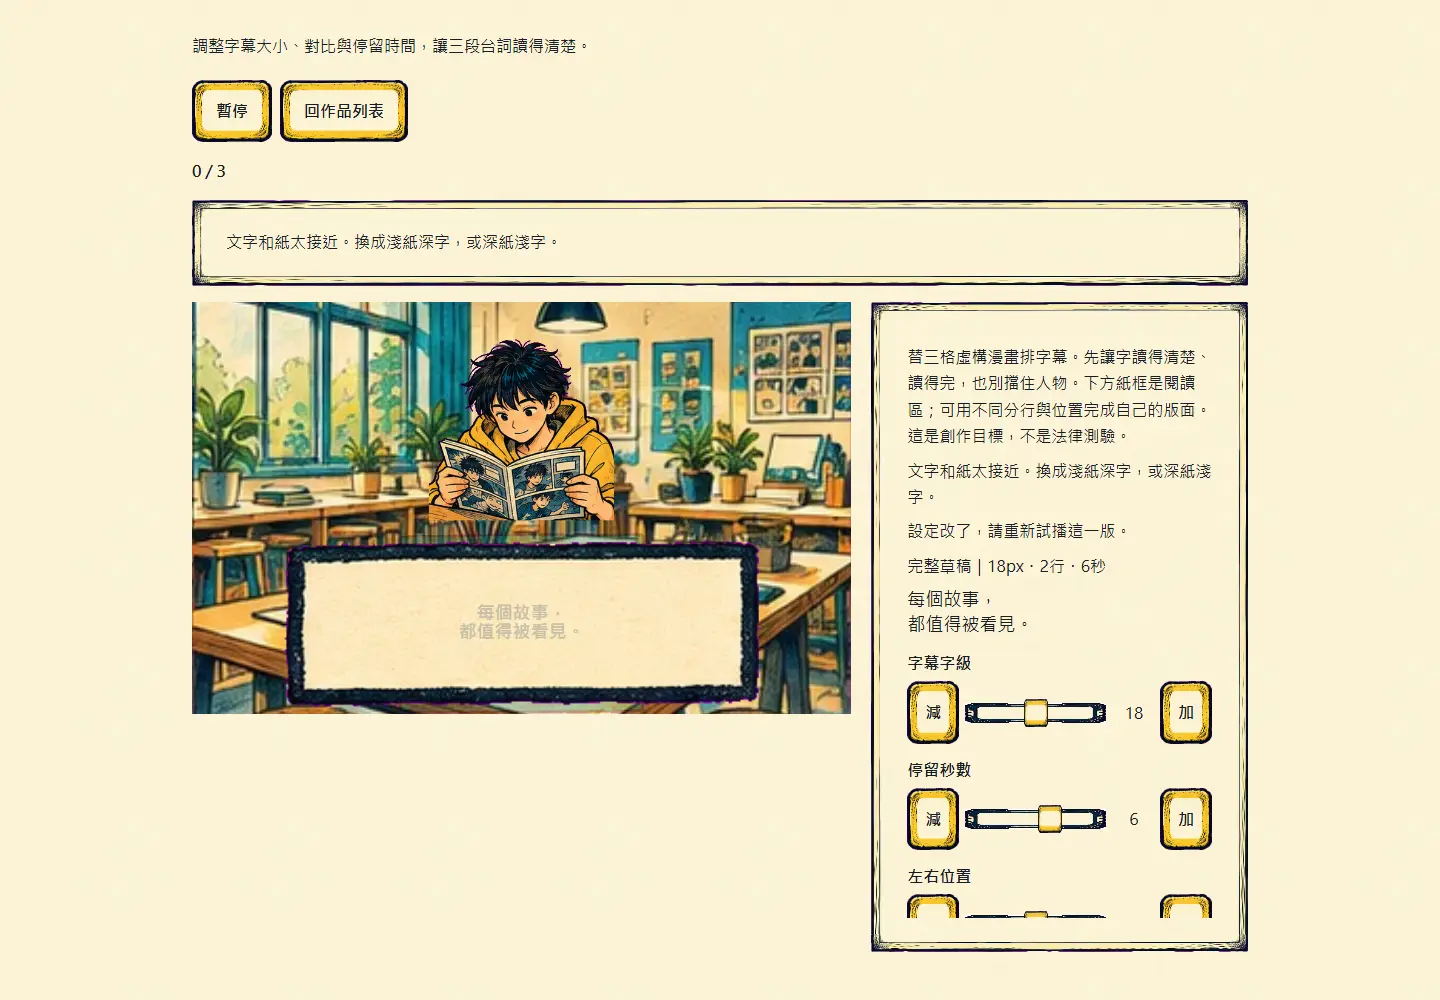 調整字幕大小、對比與停留時間，讓三段台詞讀得清楚。
暫停
回作品列表
0 / 3
文字和紙太接近。換成淺紙深字，或深紙淺字。
每個故事，
都值得被看見。
替三格虛構漫畫排字幕。先讓字讀得清楚、
讀得完，也別擋住人物。下方紙框是閱讀
區；可用不同分行與位置完成自己的版面。
這是創作目標，不是法律測驗。
文字和紙太接近。換成淺紙深字，或深紙淺
字。
設定改了，請重新試播這一版。
完整草稿 | 18px · 2行 · 6秒
每個故事，
都值得被看見。
字幕字級
減 18 加
停留秒數
減 6 加
左右位置